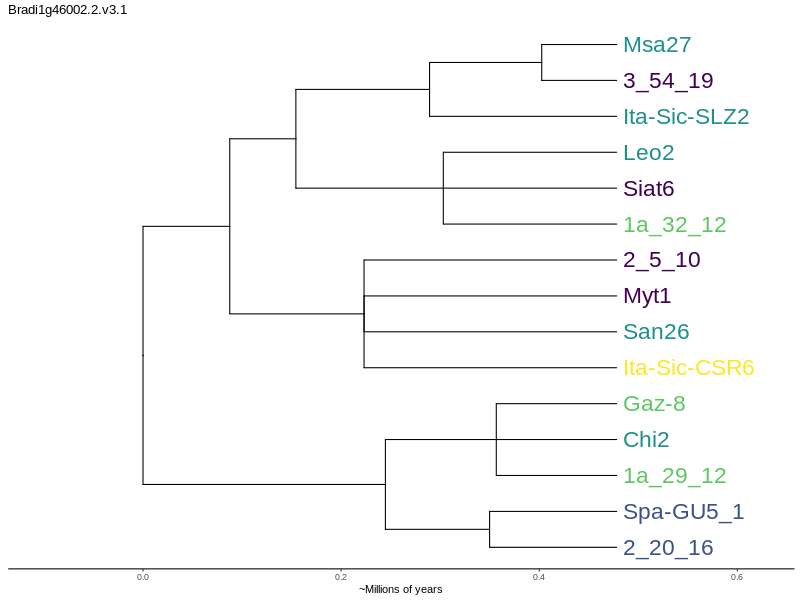 Bradi1g46002.2.v3.1
Msa27
3_54_19
Ita-Sic-SLZ2
Leo2
Siat6
1a_32_12
2_5_10
Myt1
San26
Ita-Sic-CSR6
Gaz-8
Chi2
1a_29_12
Spa-GU5_1
2_20_16
0.0 0.2 0.4 0.6
~Millions of years